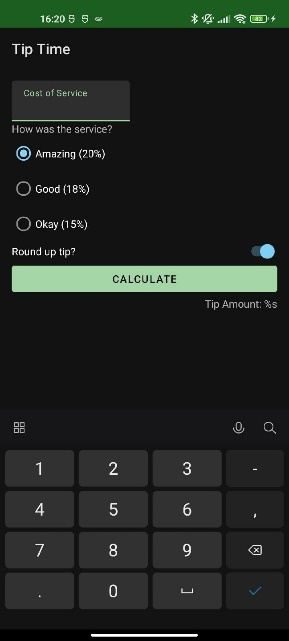 16:20
Tip Time
Cost of Service
How was the service?
Amazing (20%)
Good (18%)
Okay (15%)
Round up tip?
CALCULATE
Tip Amount: %s
1 2 3 -
4 5 6 ,
7 8 9
. 0